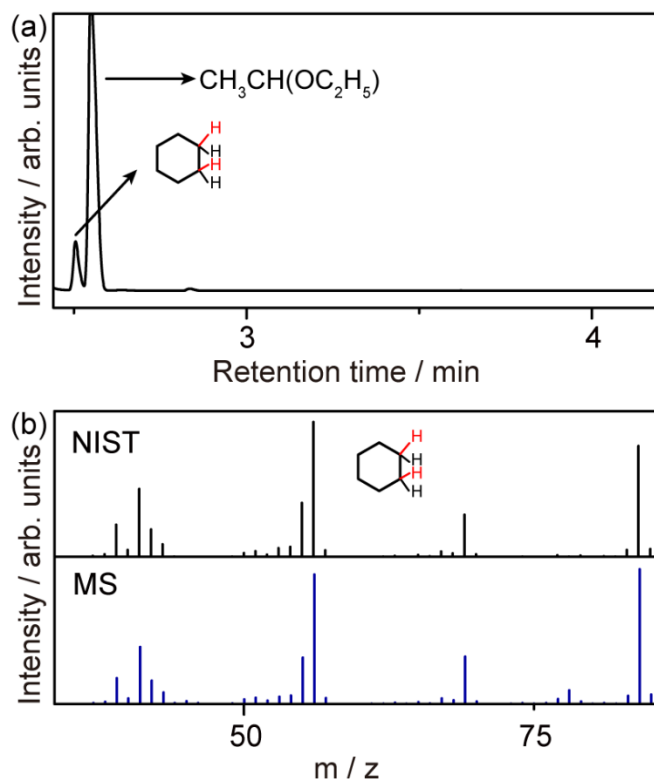 (a)
Intensity / arb. units
CH₃CH(OC₂H₅)
H
H
H
H
3
4
Retention time / min
(b)
Intensity / arb. units
NIST
H
H
H
H
MS
50
75
m / z